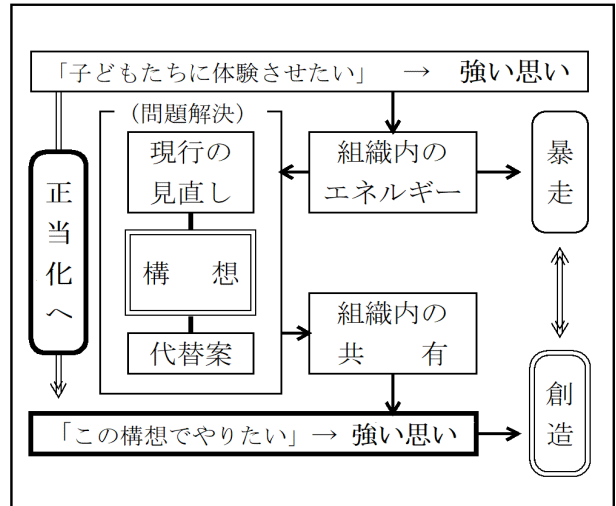 「子どもたちに体験させたい」 → 強い思い
(問題解決)
現行の
見直し
組織内の
エネルギー
暴走
正当化へ
構 想
代替案
組織内の
共 有
「この構想でやりたい」→ 強い思い
創造